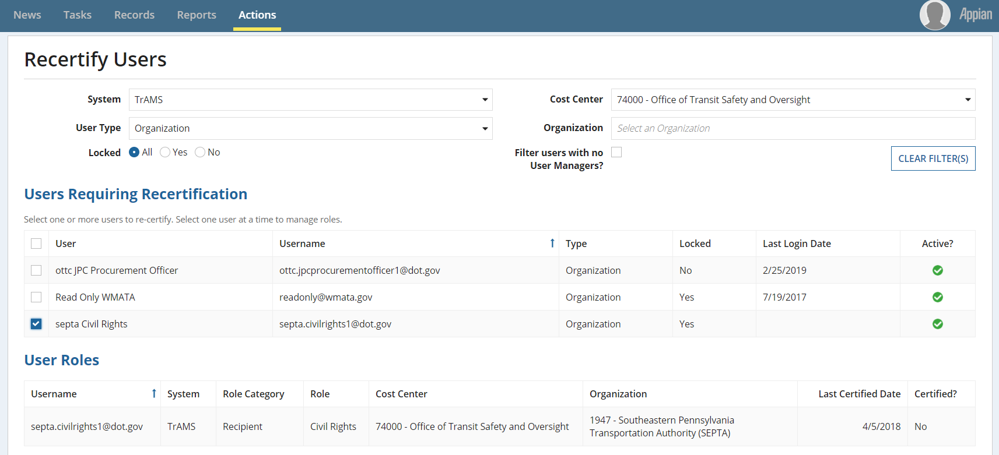 News Tasks Records Reports Actions Appian
Recertify Users
System TrAMS Cost Center 74000 - Office of Transit Safety and Oversight
User Type Organization Organization Select an Organization
Locked All Yes No Filter users with no
User Managers?
CLEAR FILTER(S)
Users Requiring Recertification
Select one or more users to re-certify. Select one user at a time to manage roles.
User Username Type Locked Last Login Date Active?
ottc JPC Procurement Officer ottc.jpcprocurementofficer1@dot.gov Organization No 2/25/2019
Read Only WMATA readonly@wmata.gov Organization Yes 7/19/2017
septa Civil Rights septa.civilrights1@dot.gov Organization Yes
User Roles
Username System Role Category Role Cost Center Organization Last Certified Date Certified?
septa.civilrights1@dot.gov TrAMS Recipient Civil Rights 74000 - Office of Transit Safety and Oversight 1947 - Southeastern Pennsylvania
Transportation Authority (SEPTA) 4/5/2018 No